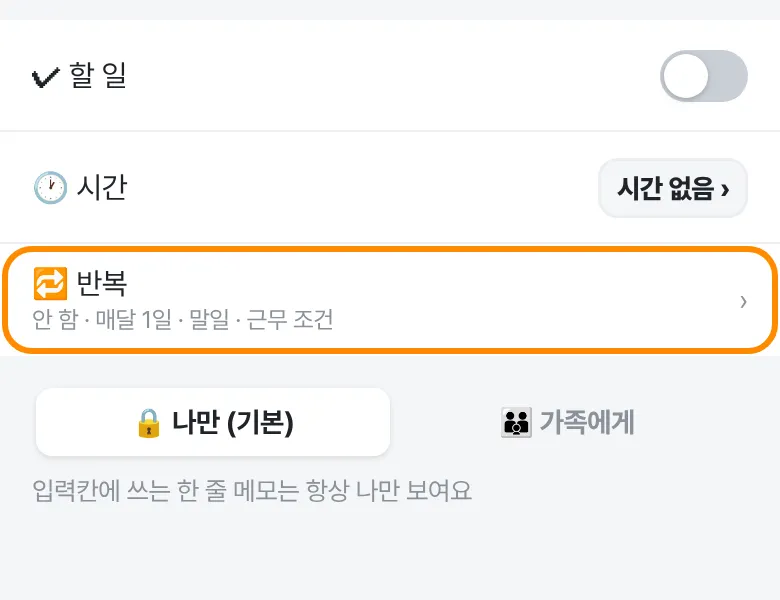 ✔ 할 일
🕐 시간
시간 없음 ›
🔁 반복
안 함 · 매달 1일 · 말일 · 근무 조건
›
🔒 나만 (기본)
👪 가족에게
입력칸에 쓰는 한 줄 메모는 항상 나만 보여요